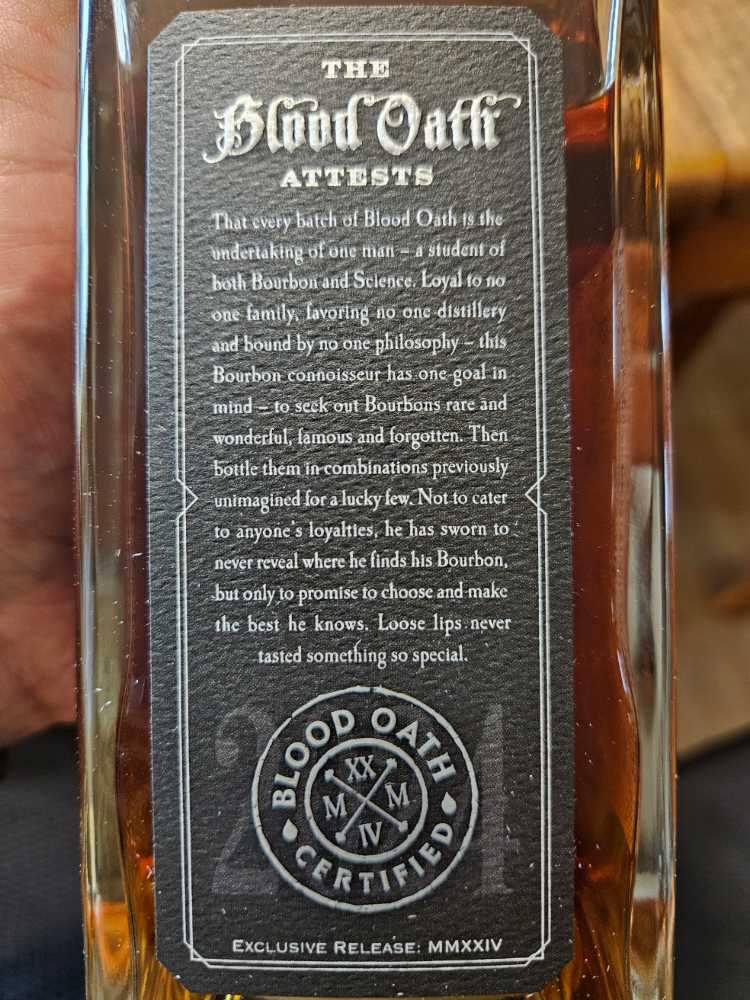 THE
Blood Oath
ATTESTS
That every batch of Blood Oath is the
undertaking of one man – a student of
both Bourbon and Science. Loyal to no
one family, favoring no one distillery
and bound by no one philosophy – this
Bourbon connoisseur has one goal in
mind – to seek out Bourbons rare and
wonderful, famous and forgotten. Then
bottle them in combinations previously
unimagined for a lucky few. Not to cater
to anyone's loyalties, he has sworn to
never reveal where he finds his Bourbon,
but only to promise to choose and make
the best he knows. Loose lips never
tasted something so special.
2 4
BLOOD OATH
XX
M M
IV
CERTIFIED
EXCLUSIVE RELEASE: MMXXIV